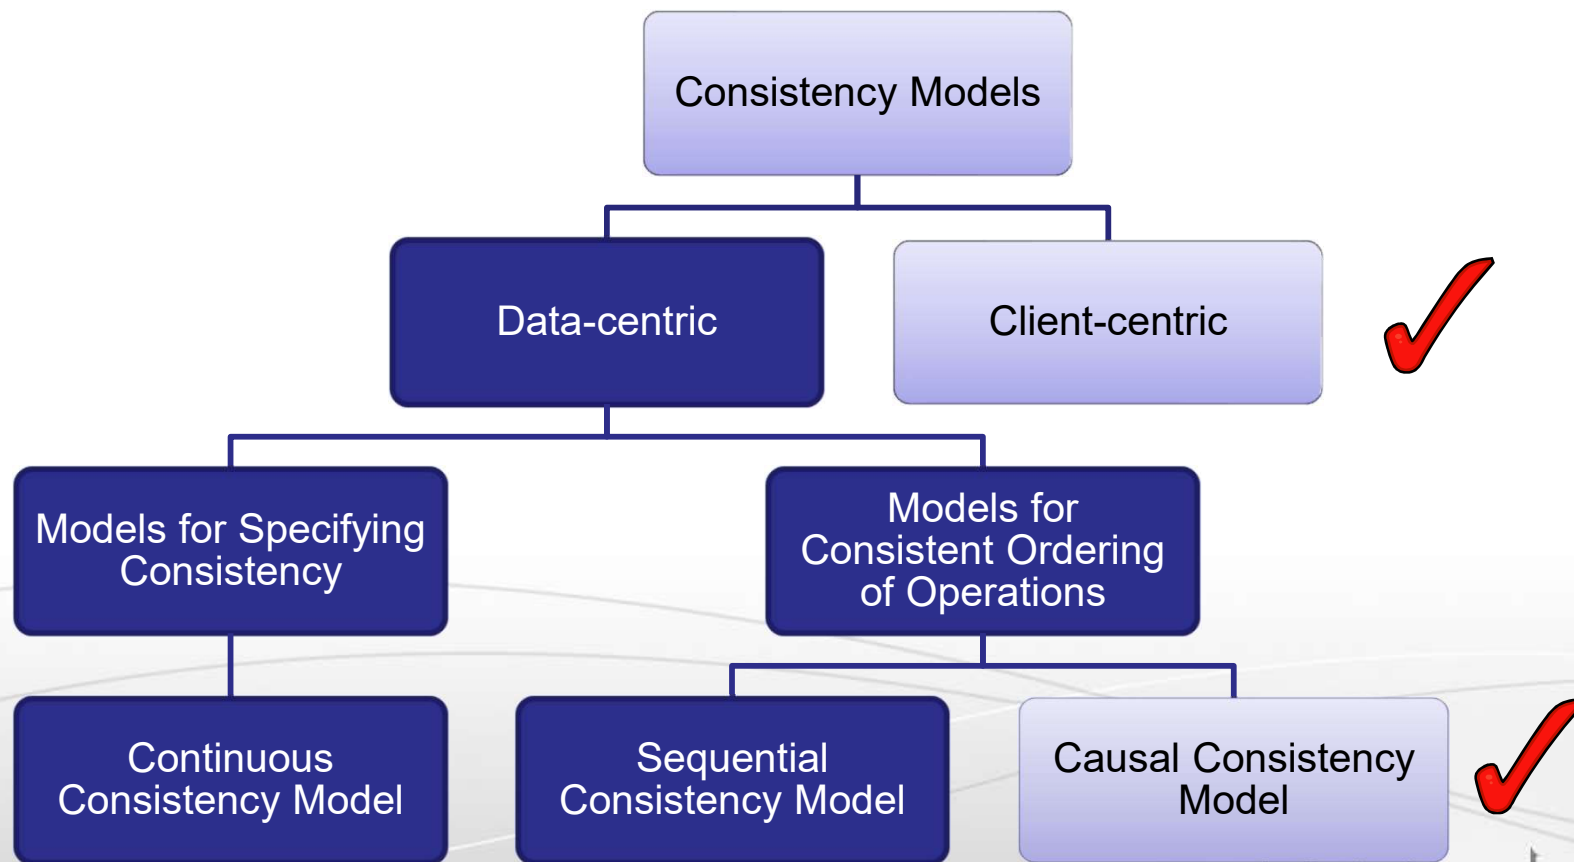 Consistency Models
Data-centric
Client-centric
Models for Specifying
Consistency
Models for
Consistent Ordering
of Operations
Continuous
Consistency Model
Sequential
Consistency Model
Causal Consistency
Model